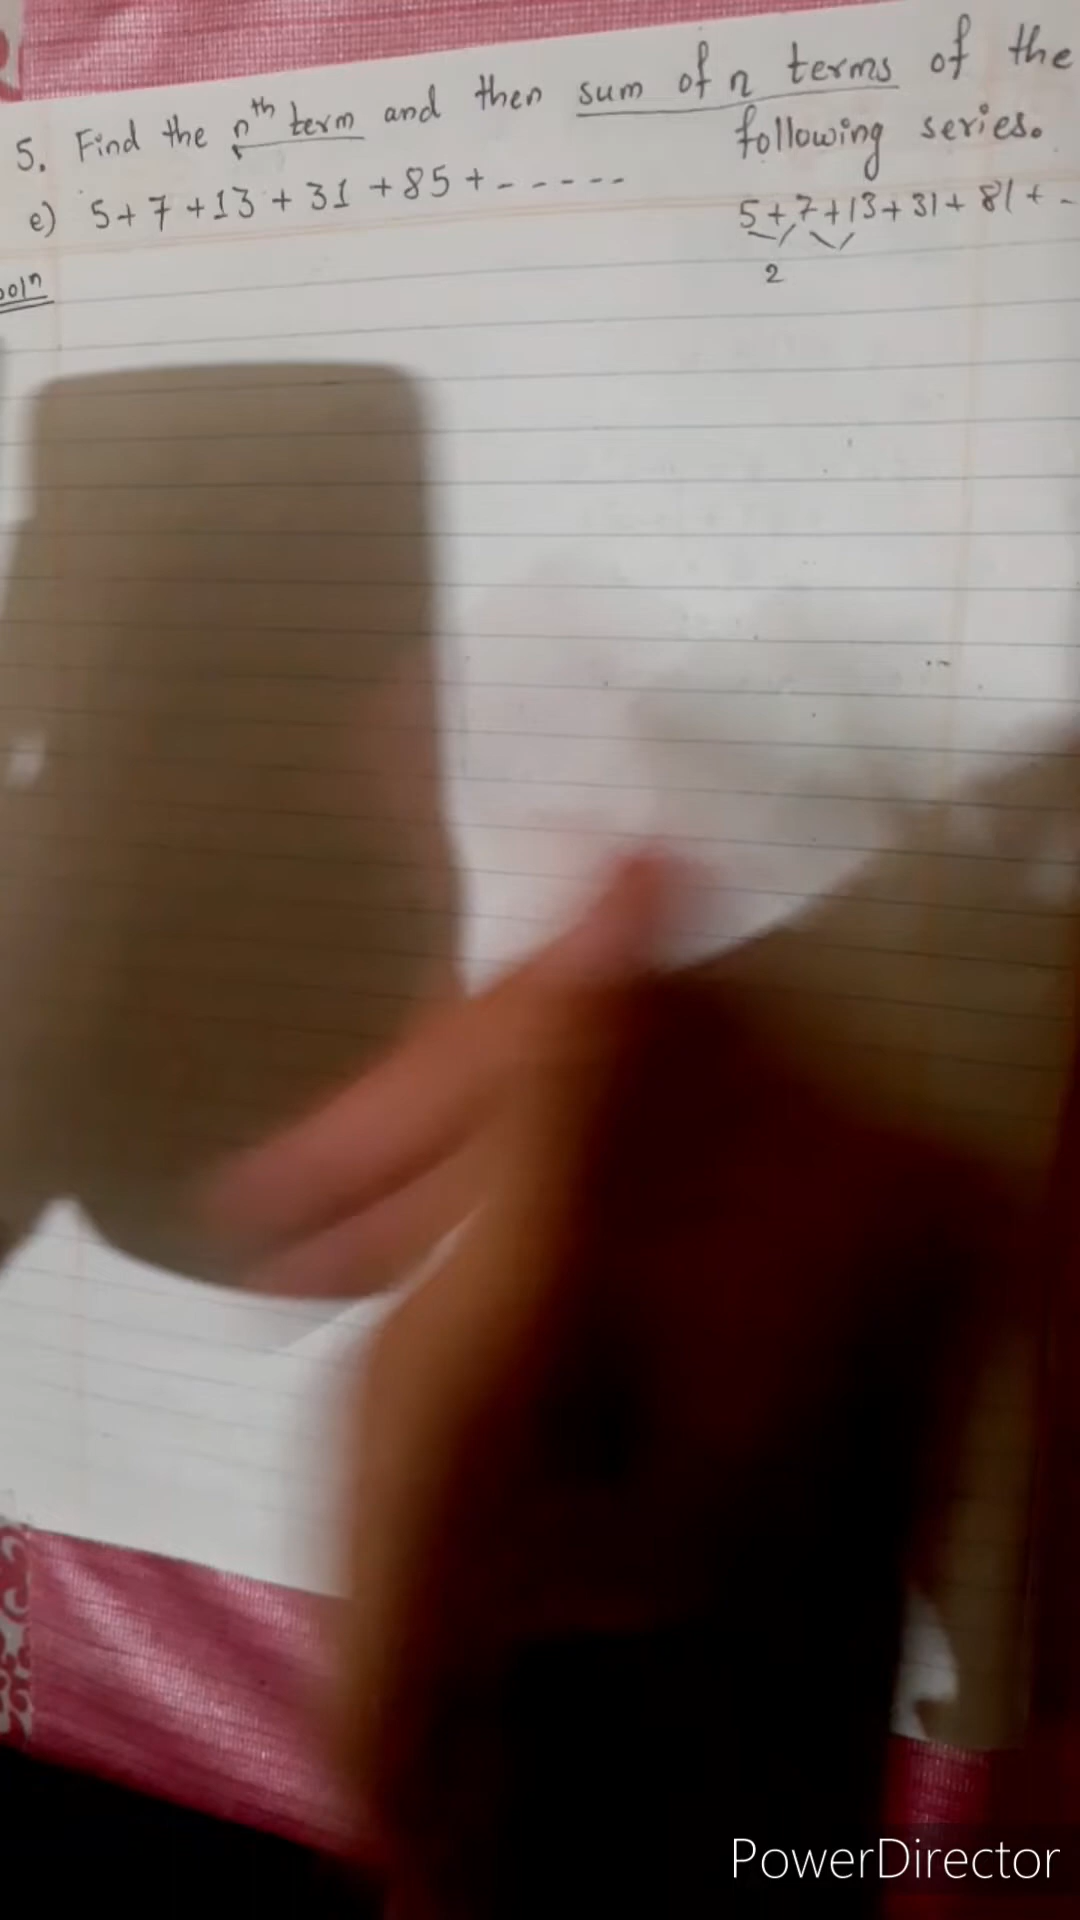 5. Find the nth term and then sum of n terms of the
following series.
e) 5+7+13+31+85+------
5+7+13+31+81+-
2
soln
PowerDirector